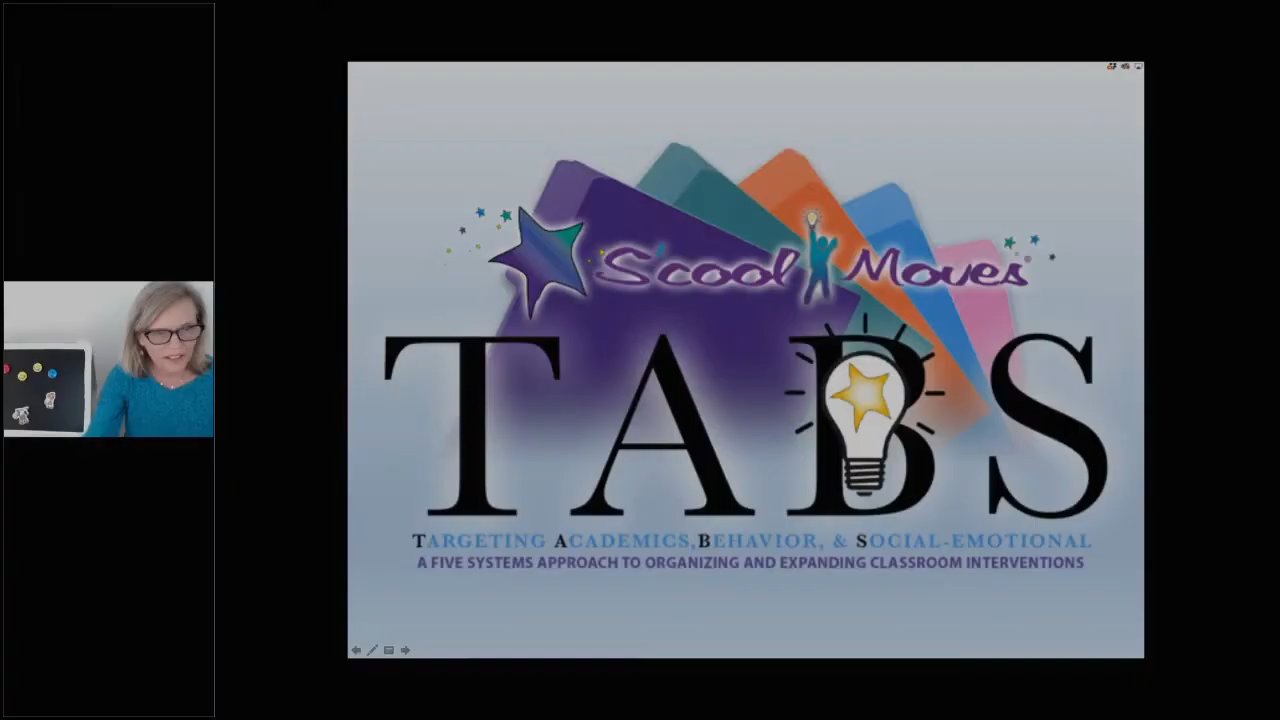 S'cool Moves®
TABS
TARGETING ACADEMICS, BEHAVIOR, & SOCIAL-EMOTIONAL
A FIVE SYSTEMS APPROACH TO ORGANIZING AND EXPANDING CLASSROOM INTERVENTIONS